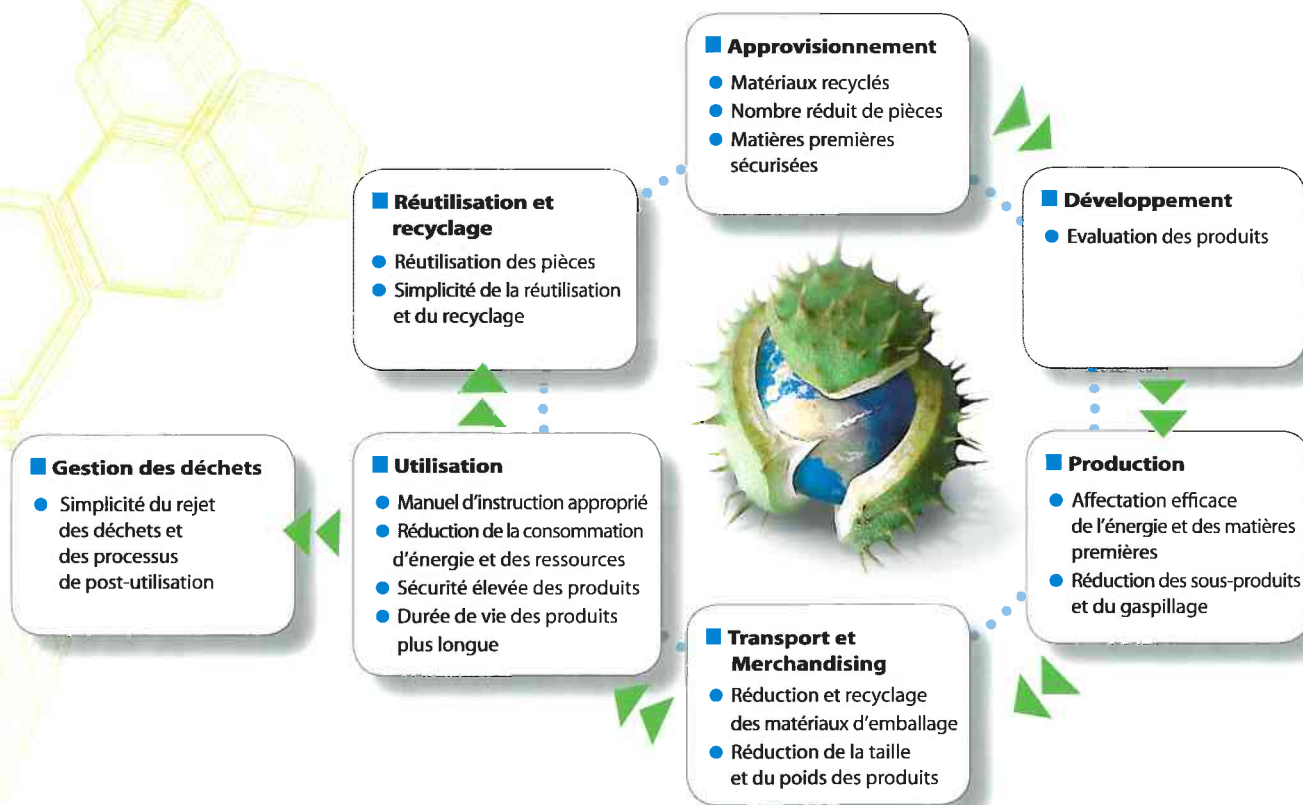 Approvisionnement
Matériaux recyclés
Nombre réduit de pièces
Matières premières
sécurisées
Développement
Evaluation des produits
Production
Affectation efficace
de l'énergie et des matières
premières
Réduction des sous-produits
et du gaspillage
Transport et
Merchandising
Réduction et recyclage
des matériaux d'emballage
Réduction de la taille
et du poids des produits
Utilisation
Manuel d'instruction approprié
Réduction de la consommation
d'énergie et des ressources
Sécurité élevée des produits
Durée de vie des produits
plus longue
Réutilisation et
recyclage
Réutilisation des pièces
Simplicité de la réutilisation
et du recyclage
Gestion des déchets
Simplicité du rejet
des déchets et
des processus
de post-utilisation